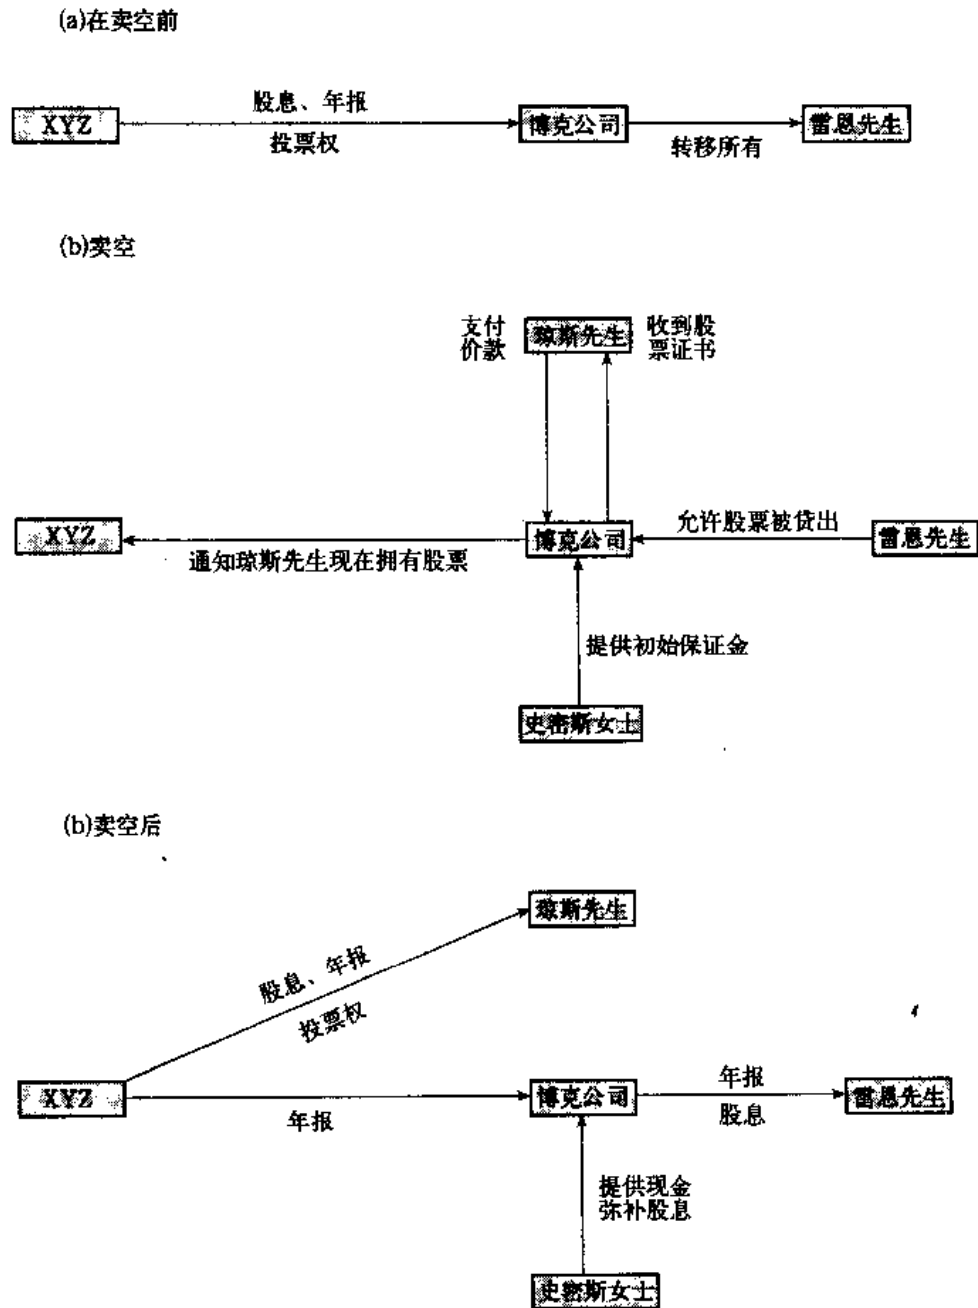 (a)在卖空前
股息、年报
XYZ
博克公司
雷恩先生
投票权
转移所有
(b)卖空
支付
价款
琼斯先生
收到股
票证书
允许股票被贷出
XYZ
博克公司
雷恩先生
通知琼斯先生现在拥有股票
提供初始保证金
史密斯女士
(b)卖空后
琼斯先生
股息、年报
投票权
年报
XYZ
博克公司
雷恩先生
年报
股息
提供现金
弥补股息
史密斯女士